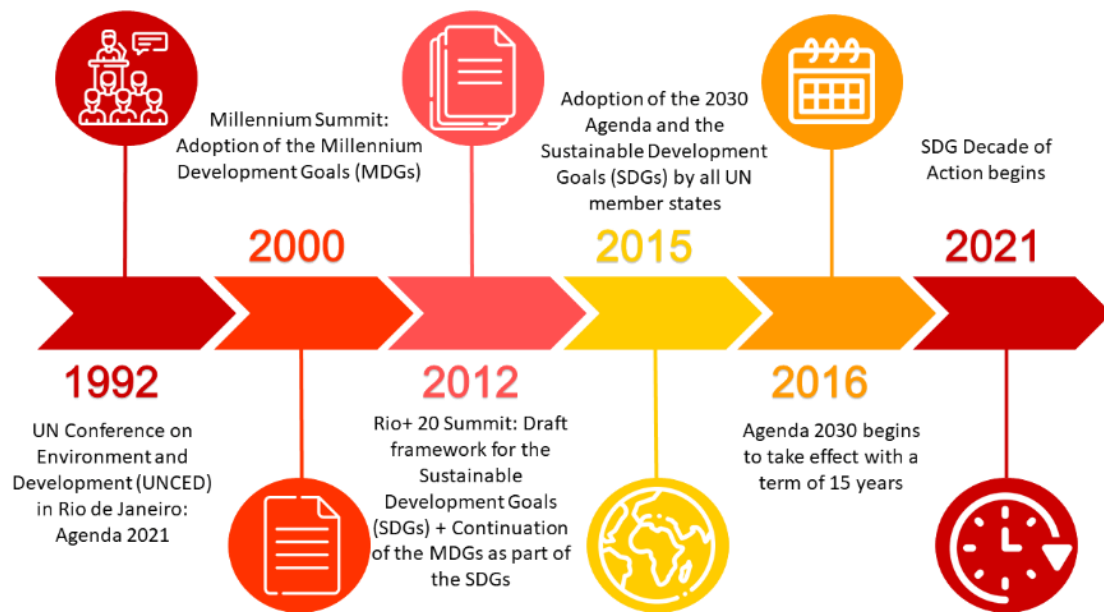 1992
UN Conference on
Environment and
Development (UNCED)
in Rio de Janeiro:
Agenda 2021
Millennium Summit:
Adoption of the Millennium
Development Goals (MDGs)
2000
2012
Rio+ 20 Summit: Draft
framework for the
Sustainable
Development Goals
(SDGs) + Continuation
of the MDGs as part of
the SDGs
Adoption of the 2030
Agenda and the
Sustainable Development
Goals (SDGs) by all UN
member states
2015
2016
Agenda 2030 begins
to take effect with a
term of 15 years
SDG Decade of
Action begins
2021